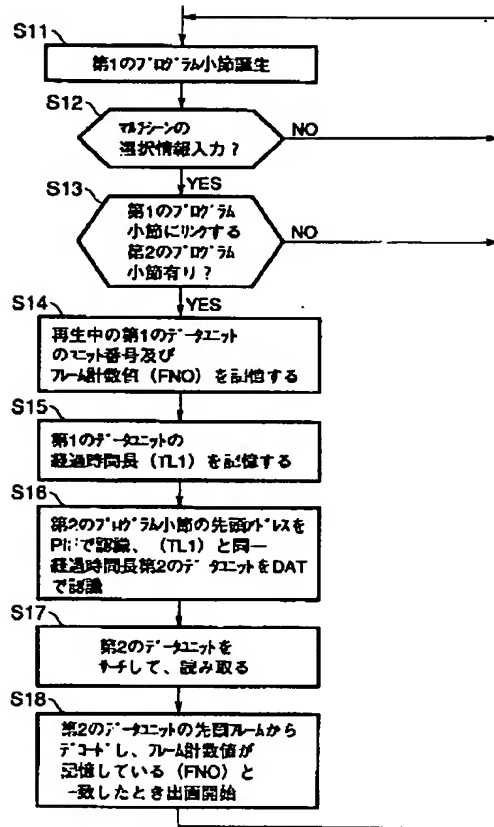 S11
第1のプログラム小節誕生
S12
マルチシーンの
選択情報入力?
NO
YES
S13
第1のプログラム
小節にリンクする
第2のプログラム
小節有り?
NO
YES
S14
再生中の第1のデータユニット
のユニット番号及び
フレーム計数値(FNO)を記憶する
S15
第1のデータユニットの
経過時間長(TL1)を記憶する
S16
第2のプログラム小節の先頭アドレスを
で認識、(TL1)と同一
経過時間長第2のデータユニットをDAT
で認識
S17
第2のデータユニットを
サーチして、読み取る
S18
第2のデータユニットの先頭フレームから
デコードし、フレーム計数値が
記憶している(FNO)と
一致したとき出画開始